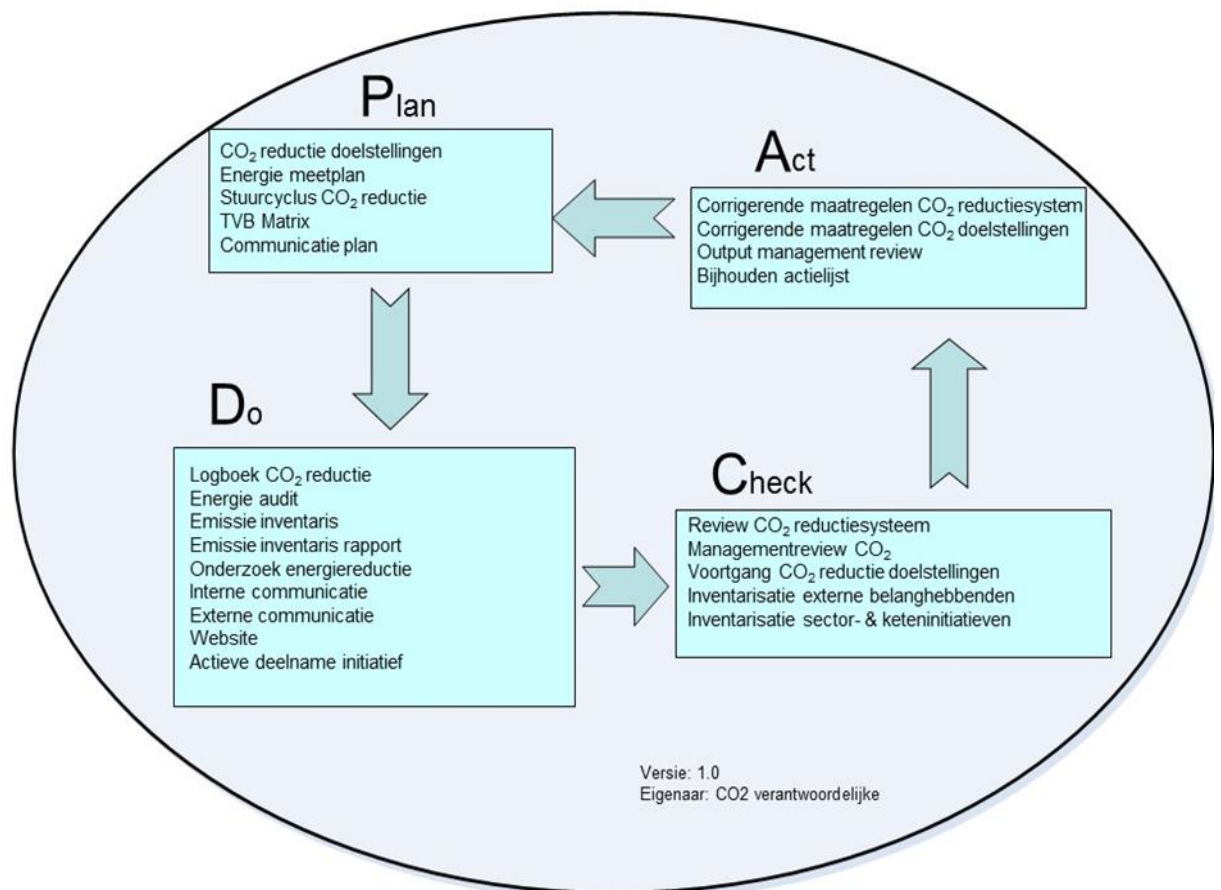 Plan
CO₂ reductie doelstellingen
Energie meetplan
Stuurcyclus CO₂ reductie
TVB Matrix
Communicatie plan
Act
Corrigerende maatregelen CO₂ reductiesystem
Corrigerende maatregelen CO₂ doelstellingen
Output management review
Bijhouden actielijst
Do
Logboek CO₂ reductie
Energie audit
Emissie inventaris
Emissie inventaris rapport
Onderzoek energiereductie
Interne communicatie
Externe communicatie
Website
Actieve deelname initiatief
Check
Review CO₂ reductiesysteem
Managementreview CO₂
Voortgang CO₂ reductie doelstellingen
Inventarisatie externe belanghebbenden
Inventarisatie sector- & keteninitiatieven
Versie: 1.0
Eigenaar: CO2 verantwoordelijke